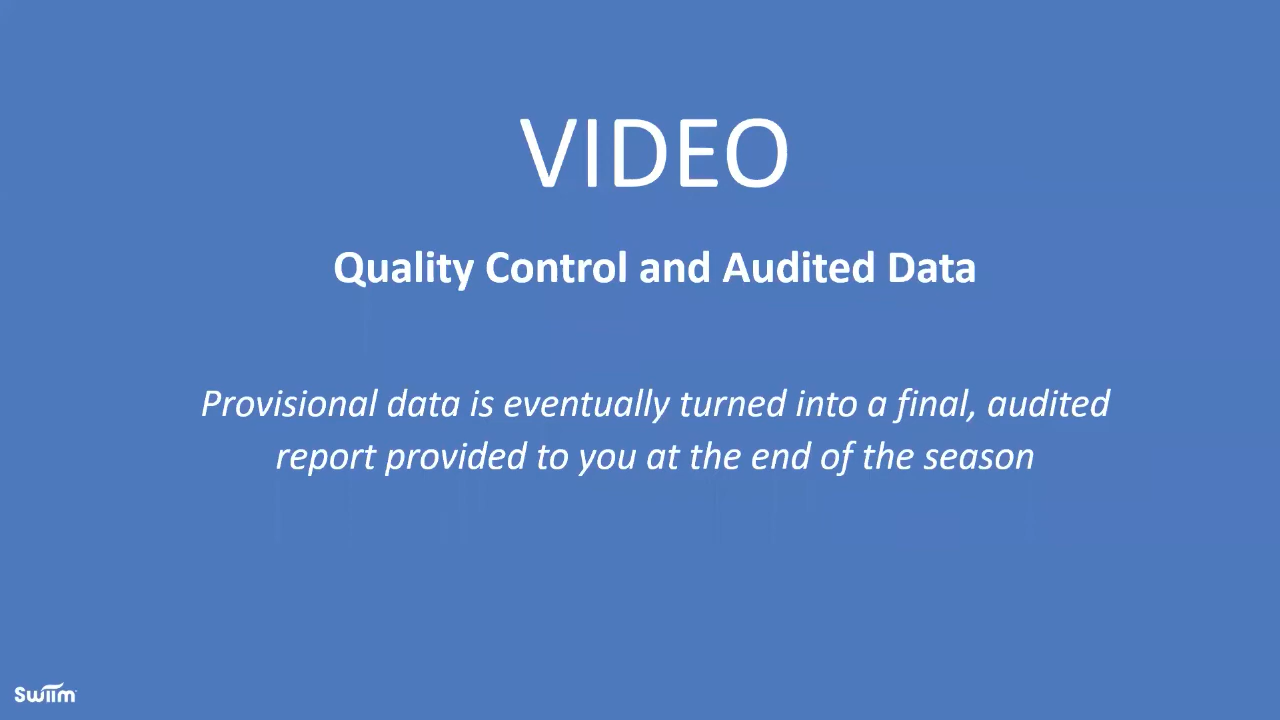 VIDEO
Quality Control and Audited Data
Provisional data is eventually turned into a final, audited
report provided to you at the end of the season
Swiim